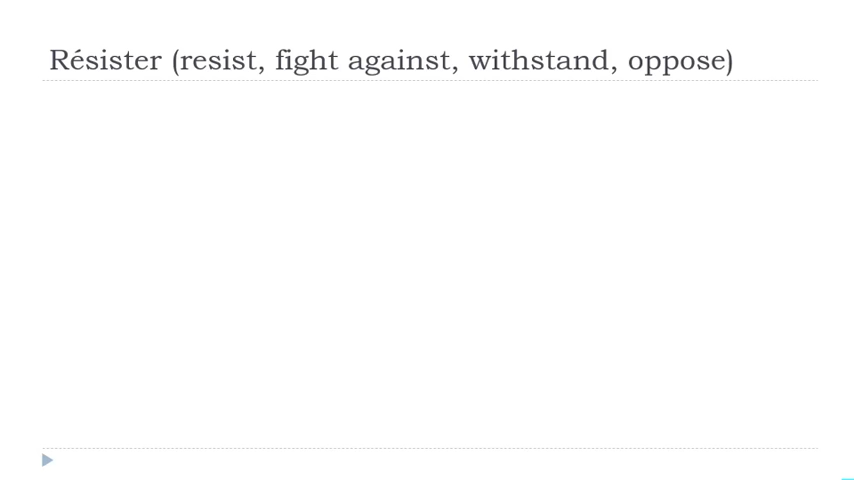 Résister (resist, fight against, withstand, oppose)